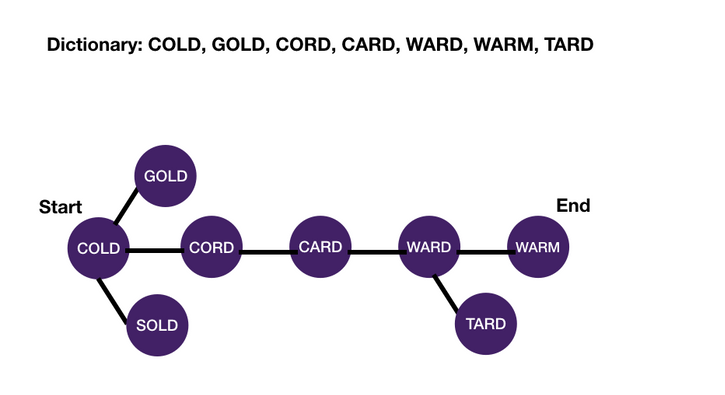 Dictionary: COLD, GOLD, CORD, CARD, WARD, WARM, TARD
GOLD
Start
End
COLD
CORD
CARD
WARD
WARM
SOLD
TARD